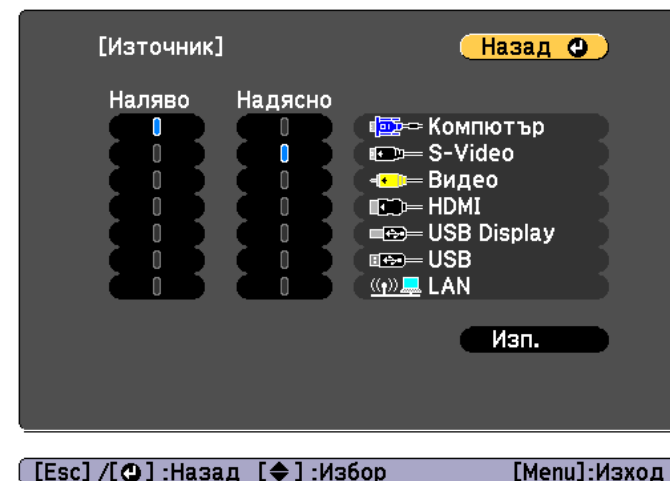 [Източник]
Назад
Наляво Надясно
Компютър
S-Video
Видео
HDMI
USB Display
USB
LAN
Изп.
[Esc] /[ ] :Назад [ ] :Избор [Menu]:Изход